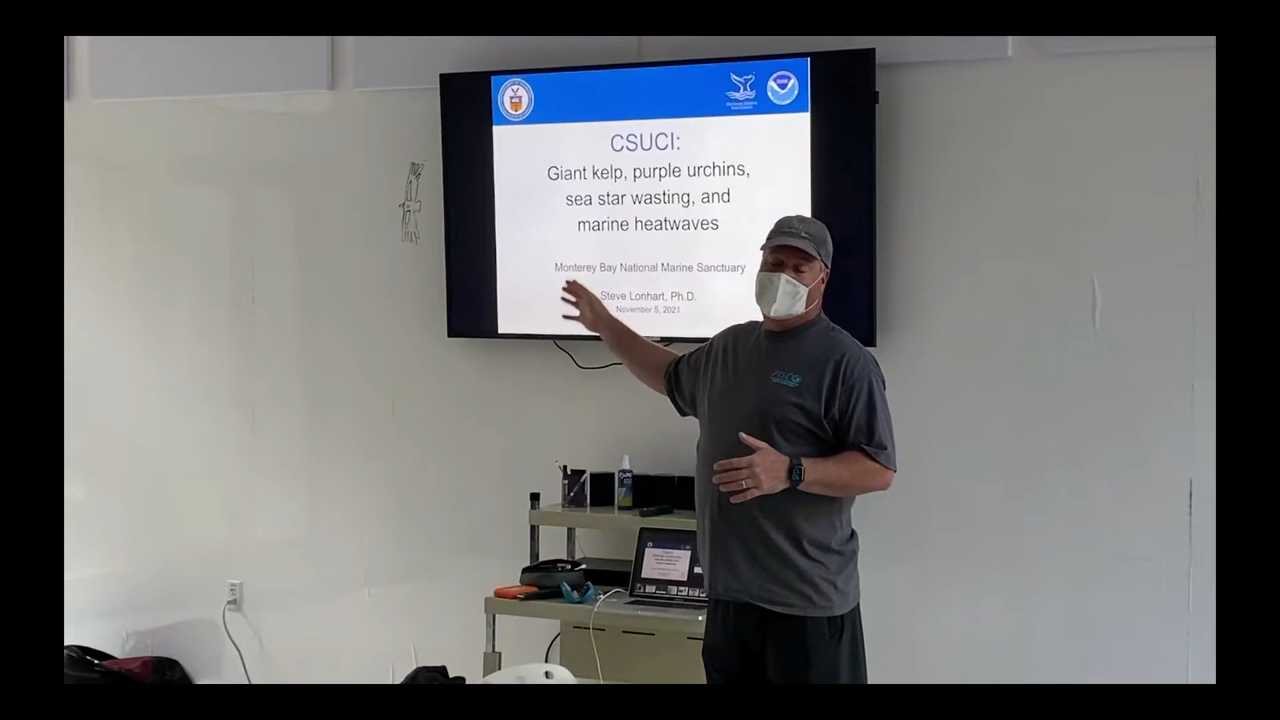 CSUCI:
Giant kelp, purple urchins,
sea star wasting, and
marine heatwaves
Monterey Bay National Marine Sanctuary
Steve Lonhart, Ph.D.
November 5, 2021